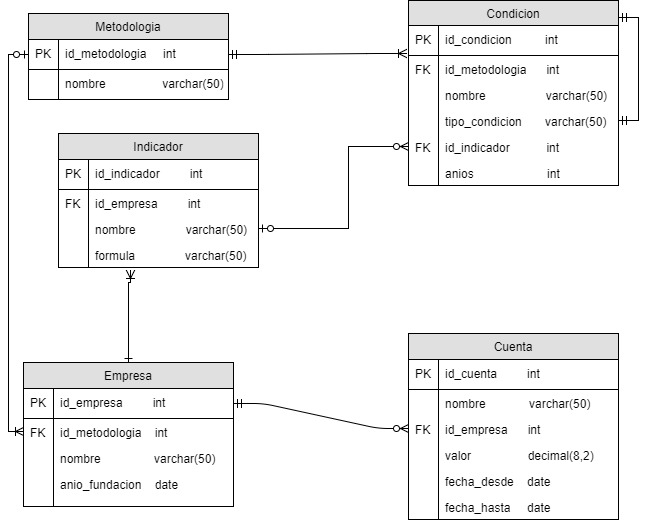 Metodologia
PK id_metodologia int
nombre varchar(50)
Condicion
PK id_condicion int
FK id_metodologia int
nombre varchar(50)
tipo_condicion varchar(50)
FK id_indicador int
anios int
Indicador
PK id_indicador int
FK id_empresa int
nombre varchar(50)
formula varchar(50)
Empresa
PK id_empresa int
FK id_metodologia int
nombre varchar(50)
anio_fundacion date
Cuenta
PK id_cuenta int
nombre varchar(50)
FK id_empresa int
valor decimal(8,2)
fecha_desde date
fecha_hasta date